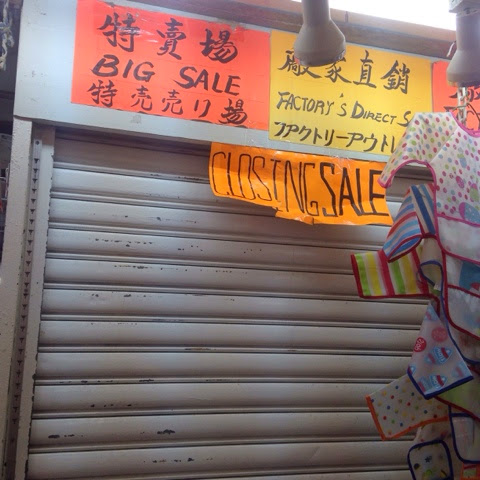 特賣場
BIG SALE
特売売り場
廠家直銷
FACTORY'S DIRECT S
ファクトリーアウトレ
CLOSING SALE